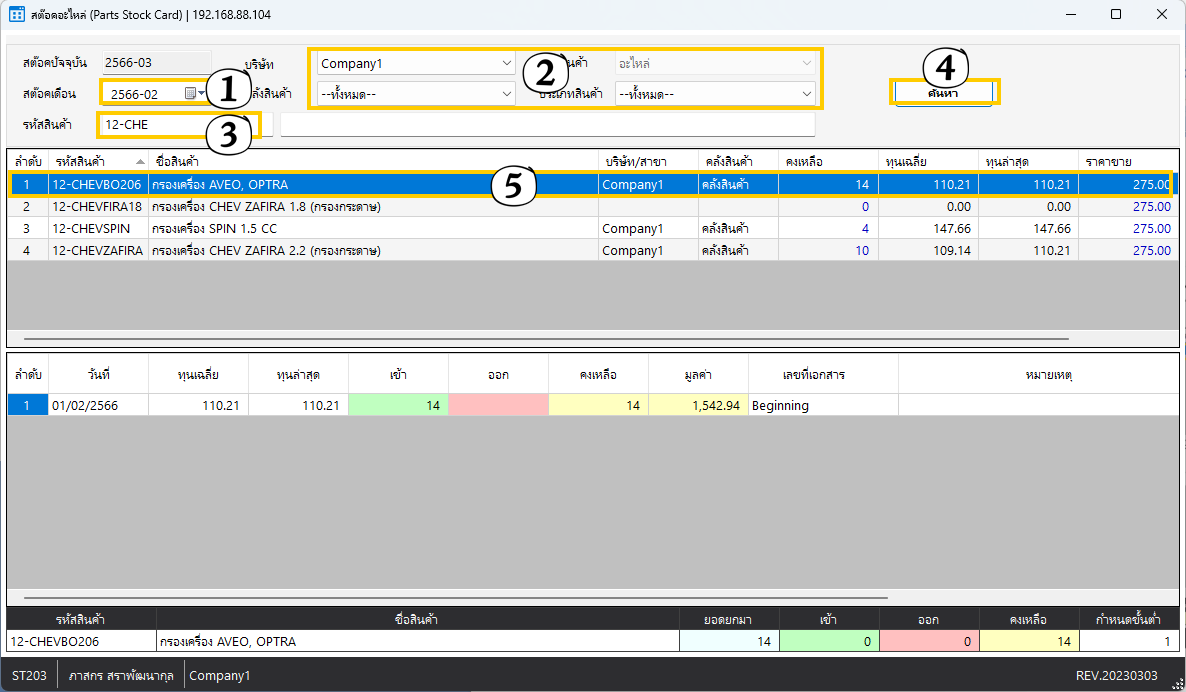 สต๊อคอะไหล่ (Parts Stock Card) | 192.168.88.104
สต๊อคปัจจุบัน 2566-03 บริษัท Company1 2 นค้า อะไหล่ 4
สต๊อคเดือน 2566-02 1 ลังสินค้า --ทั้งหมด-- ประเภทสินค้า --ทั้งหมด-- ค้นหา
รหัสสินค้า 12-CHE 3
ลำดับ รหัสสินค้า ชื่อสินค้า บริษัท/สาขา คลังสินค้า คงเหลือ ทุนเฉลี่ย ทุนล่าสุด ราคาขาย
1 12-CHEVBO206 กรองเครื่อง AVEO, OPTRA 5 Company1 คลังสินค้า 14 110.21 110.21 275.00
2 12-CHEVFIRA18 กรองเครื่อง CHEV ZAFIRA 1.8 (กรองกระดาษ) 0 0.00 0.00 275.00
3 12-CHEVSPIN กรองเครื่อง SPIN 1.5 CC Company1 คลังสินค้า 4 147.66 147.66 275.00
4 12-CHEVZAFIRA กรองเครื่อง CHEV ZAFIRA 2.2 (กรองกระดาษ) Company1 คลังสินค้า 10 109.14 110.21 275.00
ลำดับ วันที่ ทุนเฉลี่ย ทุนล่าสุด เข้า ออก คงเหลือ มูลค่า เลขที่เอกสาร หมายเหตุ
1 01/02/2566 110.21 110.21 14 14 1,542.94 Beginning
รหัสสินค้า ชื่อสินค้า ยอดยกมา เข้า ออก คงเหลือ กำหนดขั้นต่ำ
12-CHEVBO206 กรองเครื่อง AVEO, OPTRA 14 0 0 14 1
ST203 ภาสกร สราพัฒนากุล Company1 REV.20230303